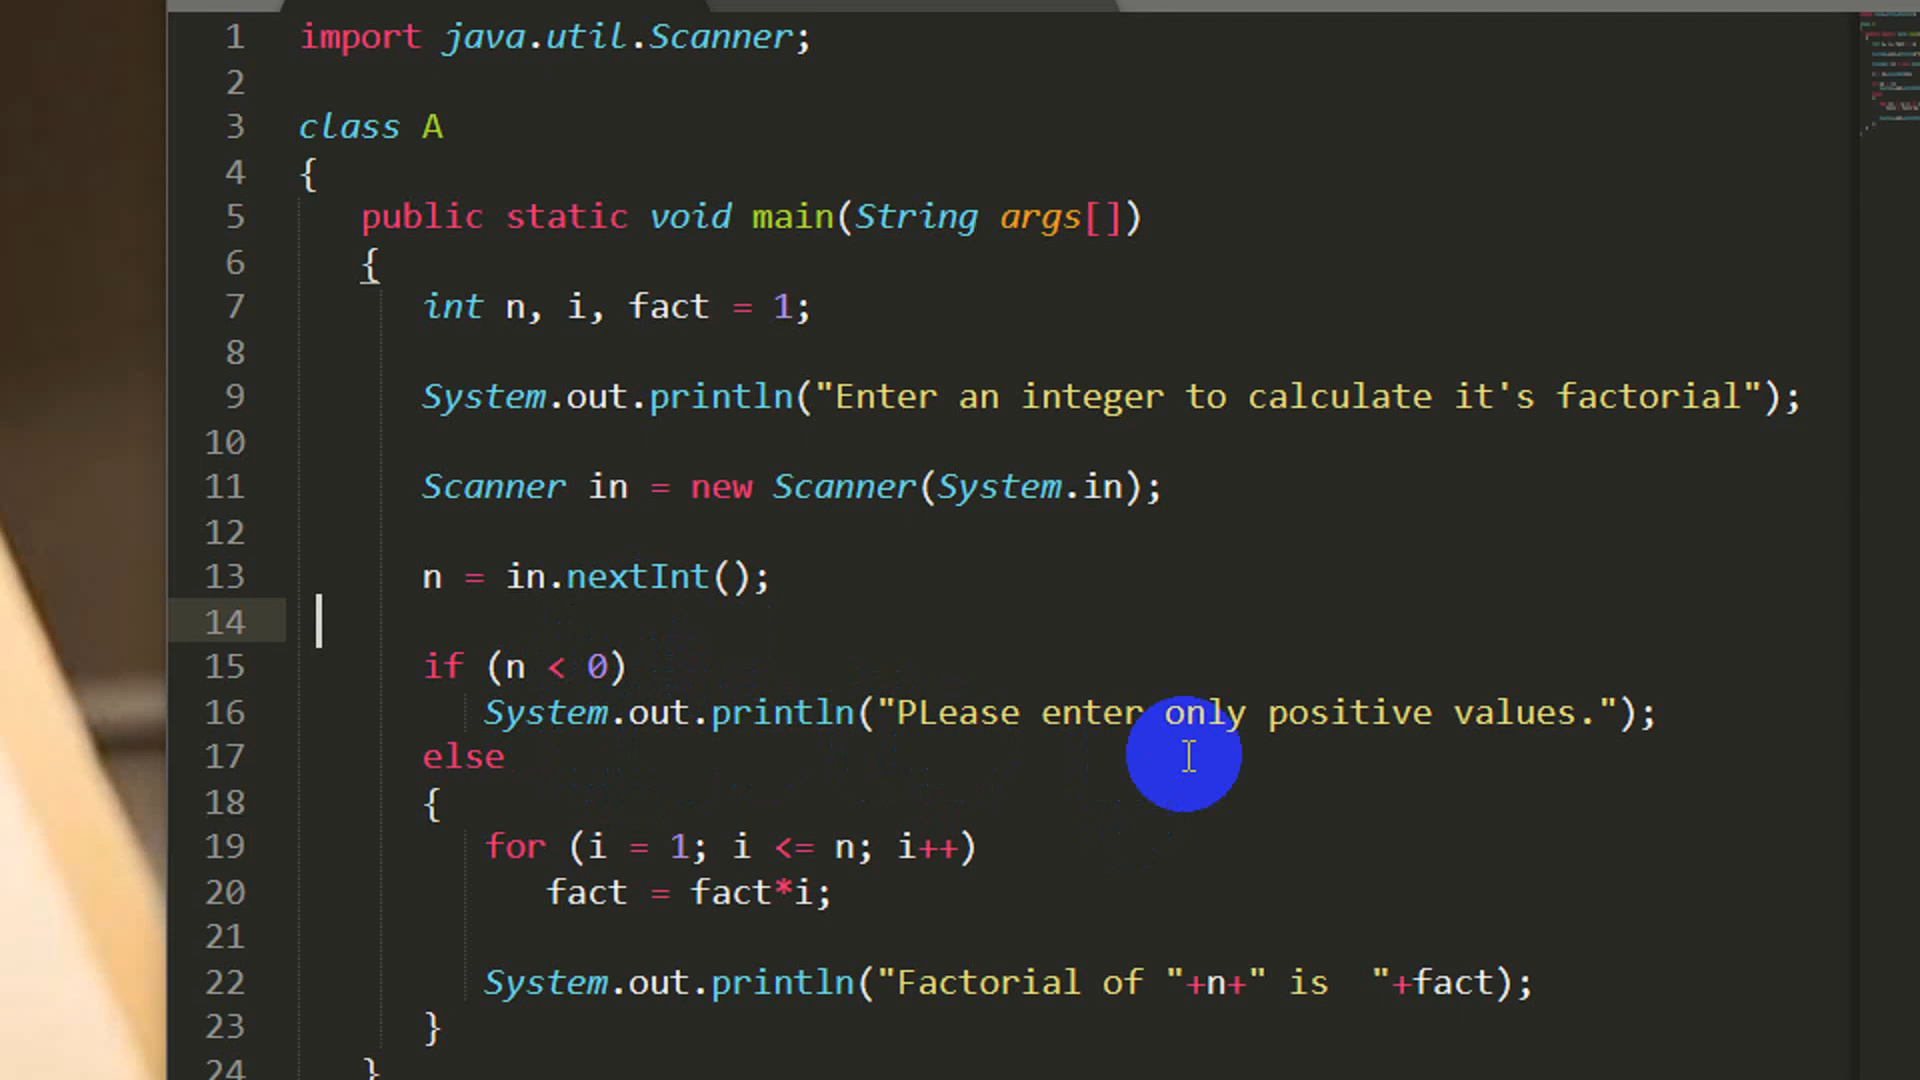 1 import java.util.Scanner;
2
3 class A
4 {
5 public static void main(String args[])
6 {
7 int n, i, fact = 1;
8
9 System.out.println("Enter an integer to calculate it's factorial");
10
11 Scanner in = new Scanner(System.in);
12
13 n = in.nextInt();
14
15 if (n < 0)
16 System.out.println("PLease enter only positive values.");
17 else
18 {
19 for (i = 1; i <= n; i++)
20 fact = fact*i;
21
22 System.out.println("Factorial of "+n+" is  "+fact);
23 }
24 }